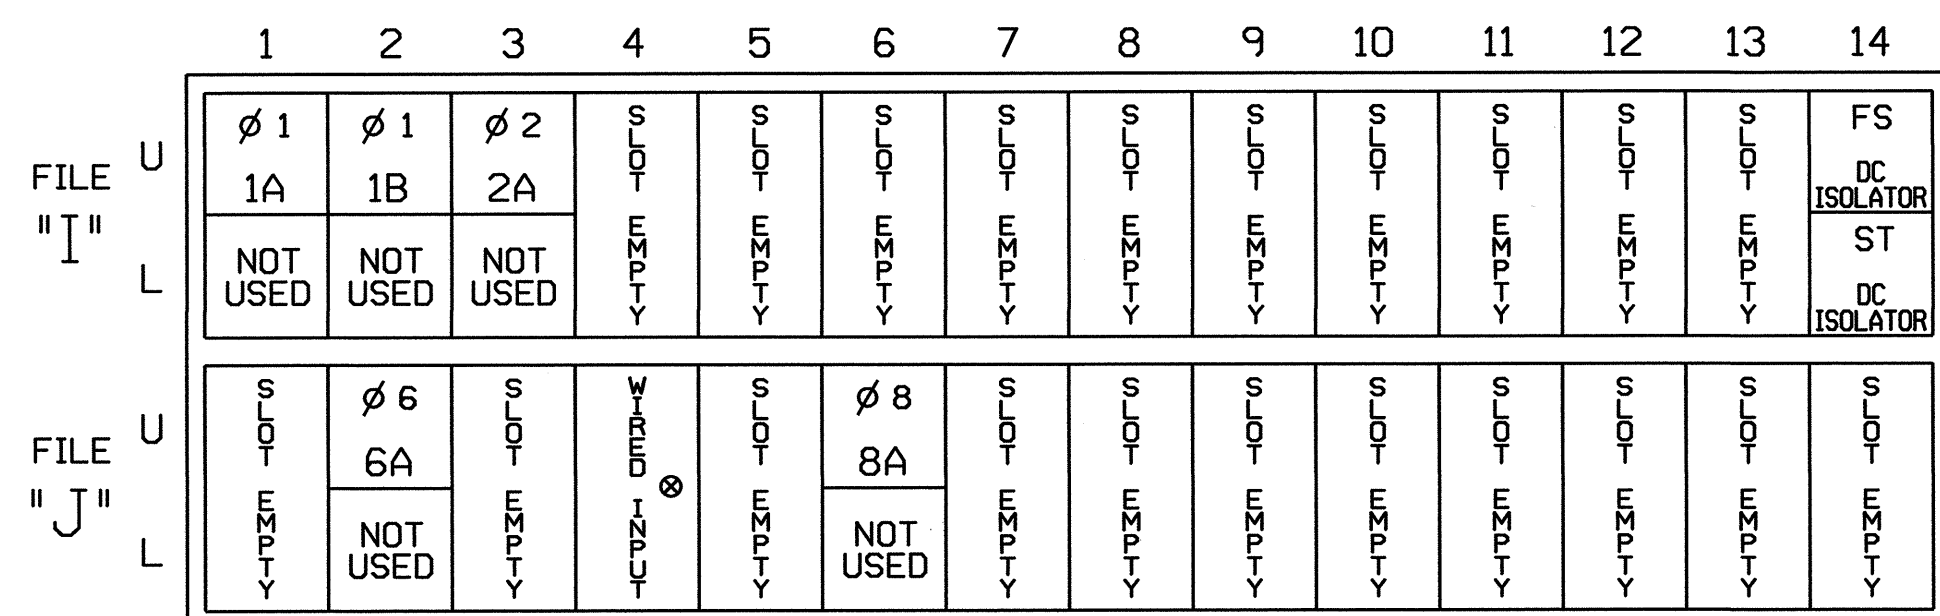 1 2 3 4 5 6 7 8 9 10 11 12 13 14
FILE "I"
U
L
Ø 1
1A
NOT
USED
Ø 1
1B
NOT
USED
Ø 2
2A
NOT
USED
SLOT EMPTY
SLOT EMPTY
SLOT EMPTY
SLOT EMPTY
SLOT EMPTY
SLOT EMPTY
SLOT EMPTY
SLOT EMPTY
SLOT EMPTY
SLOT EMPTY
FS
DC
ISOLATOR
ST
DC
ISOLATOR
FILE "J"
U
L
SLOT EMPTY
Ø 6
6A
NOT
USED
SLOT EMPTY
WIRED INPUT
⊗
SLOT EMPTY
Ø 8
8A
NOT
USED
SLOT EMPTY
SLOT EMPTY
SLOT EMPTY
SLOT EMPTY
SLOT EMPTY
SLOT EMPTY
SLOT EMPTY
SLOT EMPTY